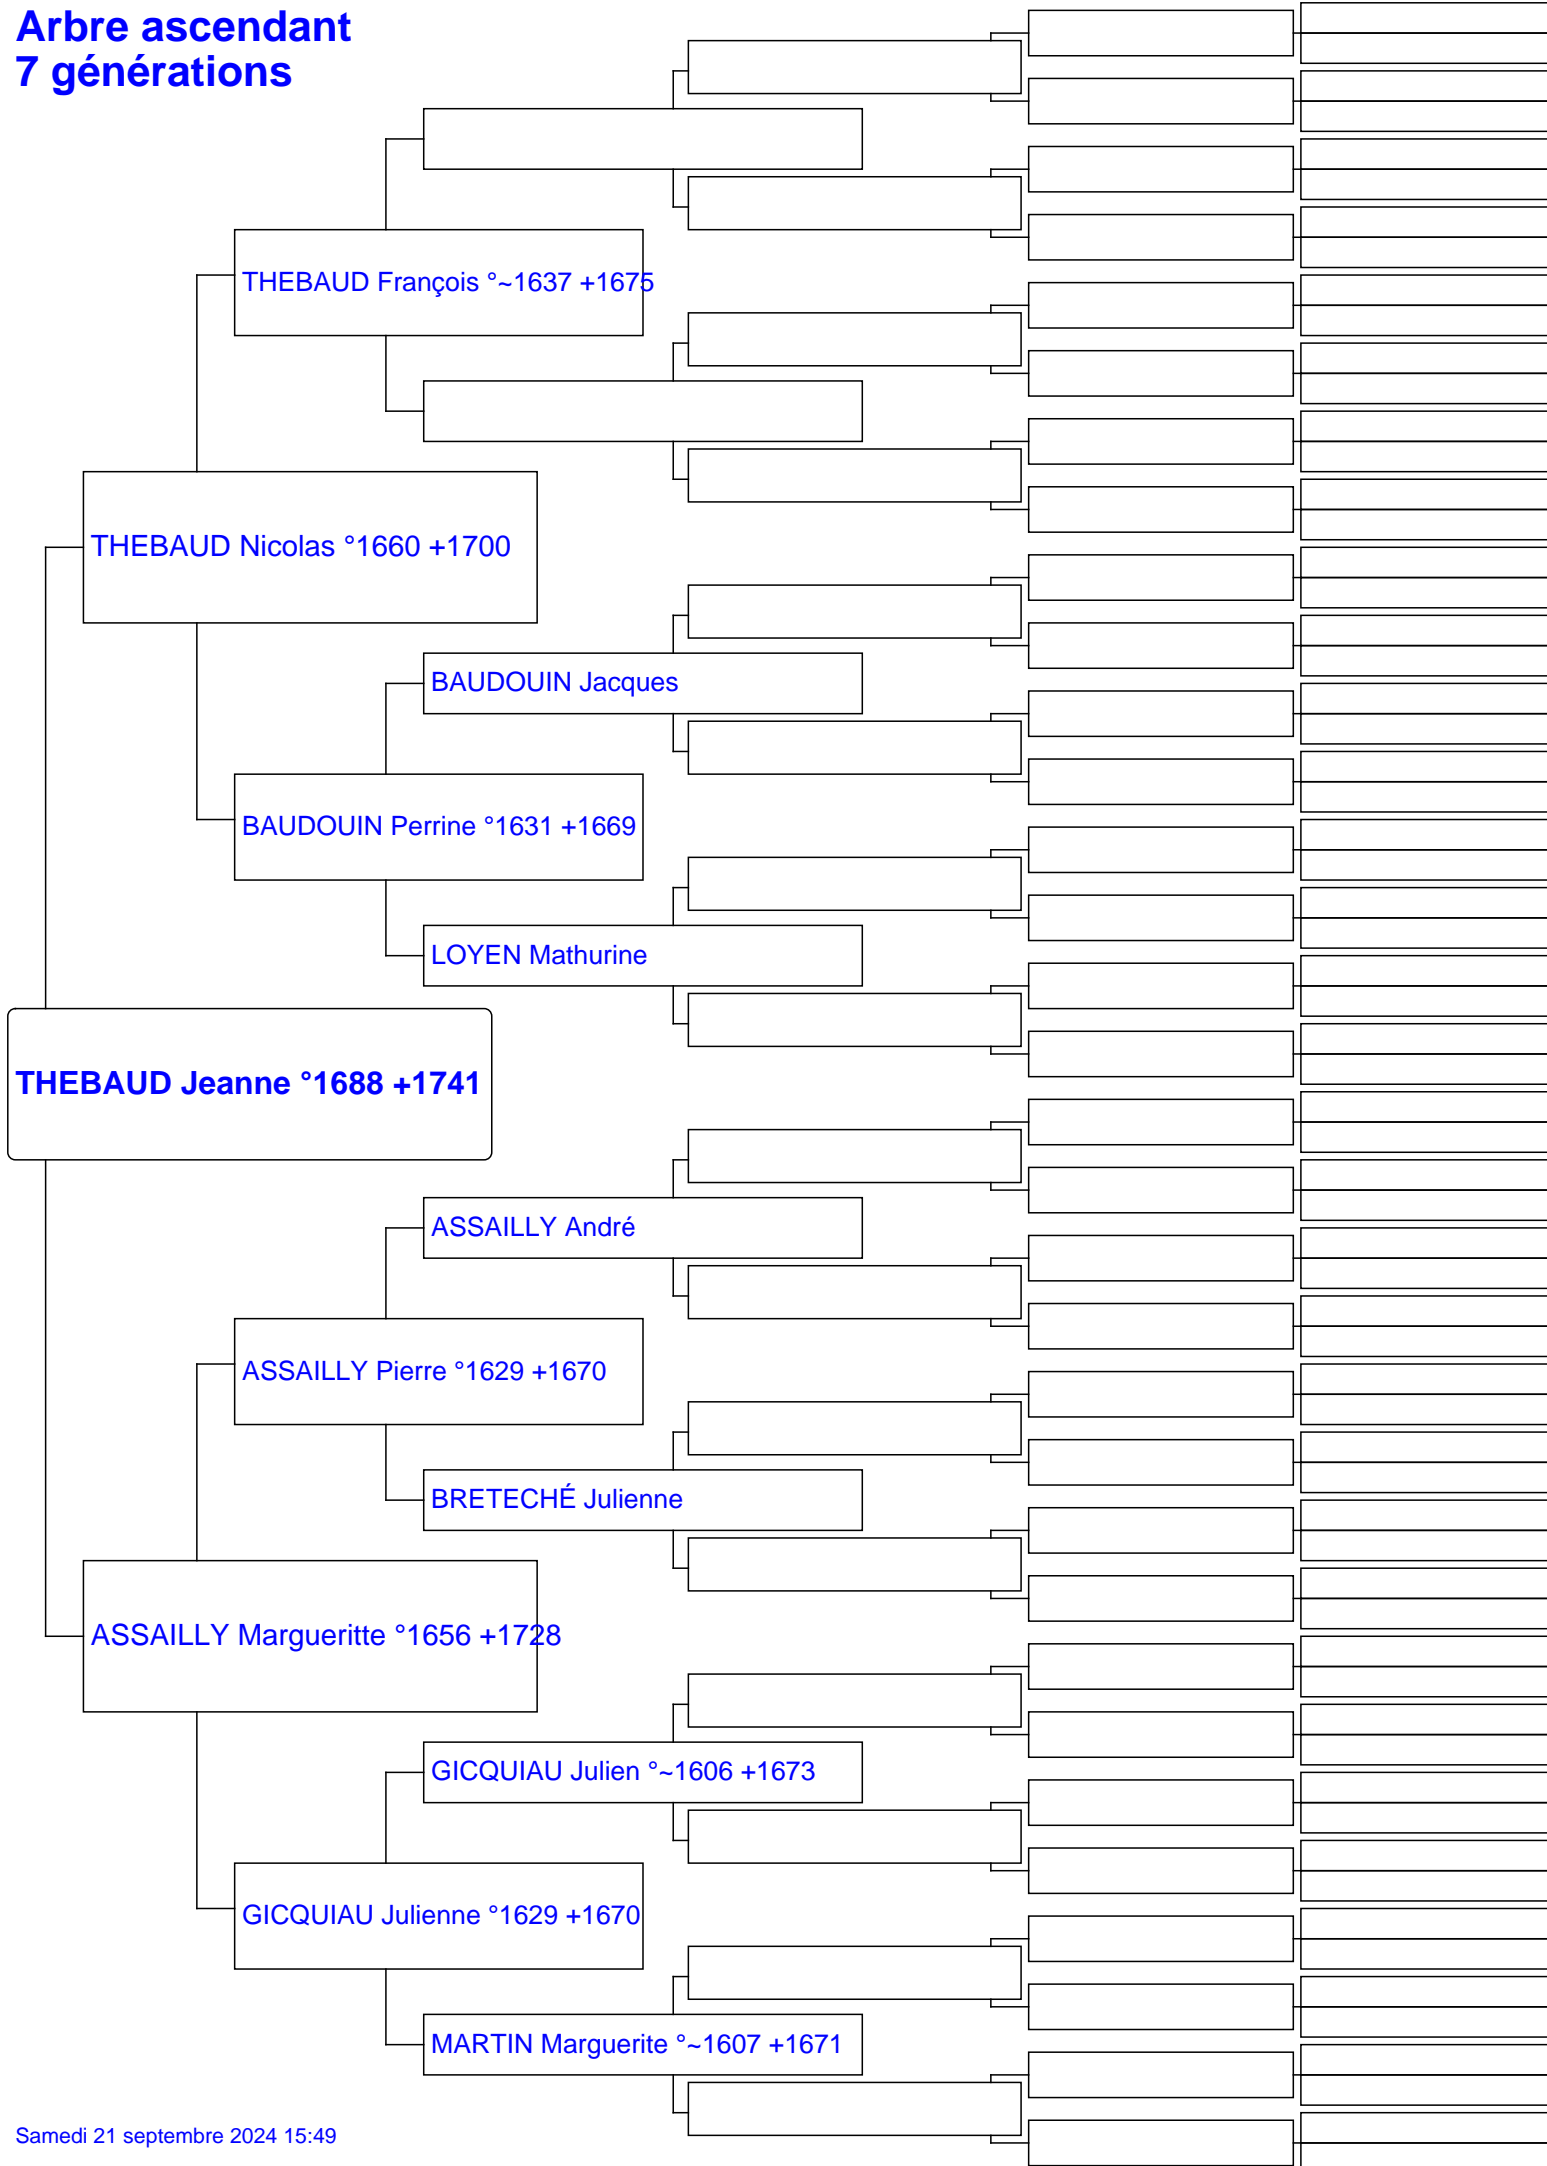 Arbre ascendant
7 générations
THEBAUD François °~1637 +1675
THEBAUD Nicolas °1660 +1700
BAUDOUIN Jacques
BAUDOUIN Perrine °1631 +1669
LOYEN Mathurine
THEBAUD Jeanne °1688 +1741
ASSAILLY André
ASSAILLY Pierre °1629 +1670
BRETECHÉ Julienne
ASSAILLY Margueritte °1656 +1728
GICQUIAU Julien °~1606 +1673
GICQUIAU Julienne °1629 +1670
MARTIN Marguerite °~1607 +1671
Samedi 21 septembre 2024 15:49